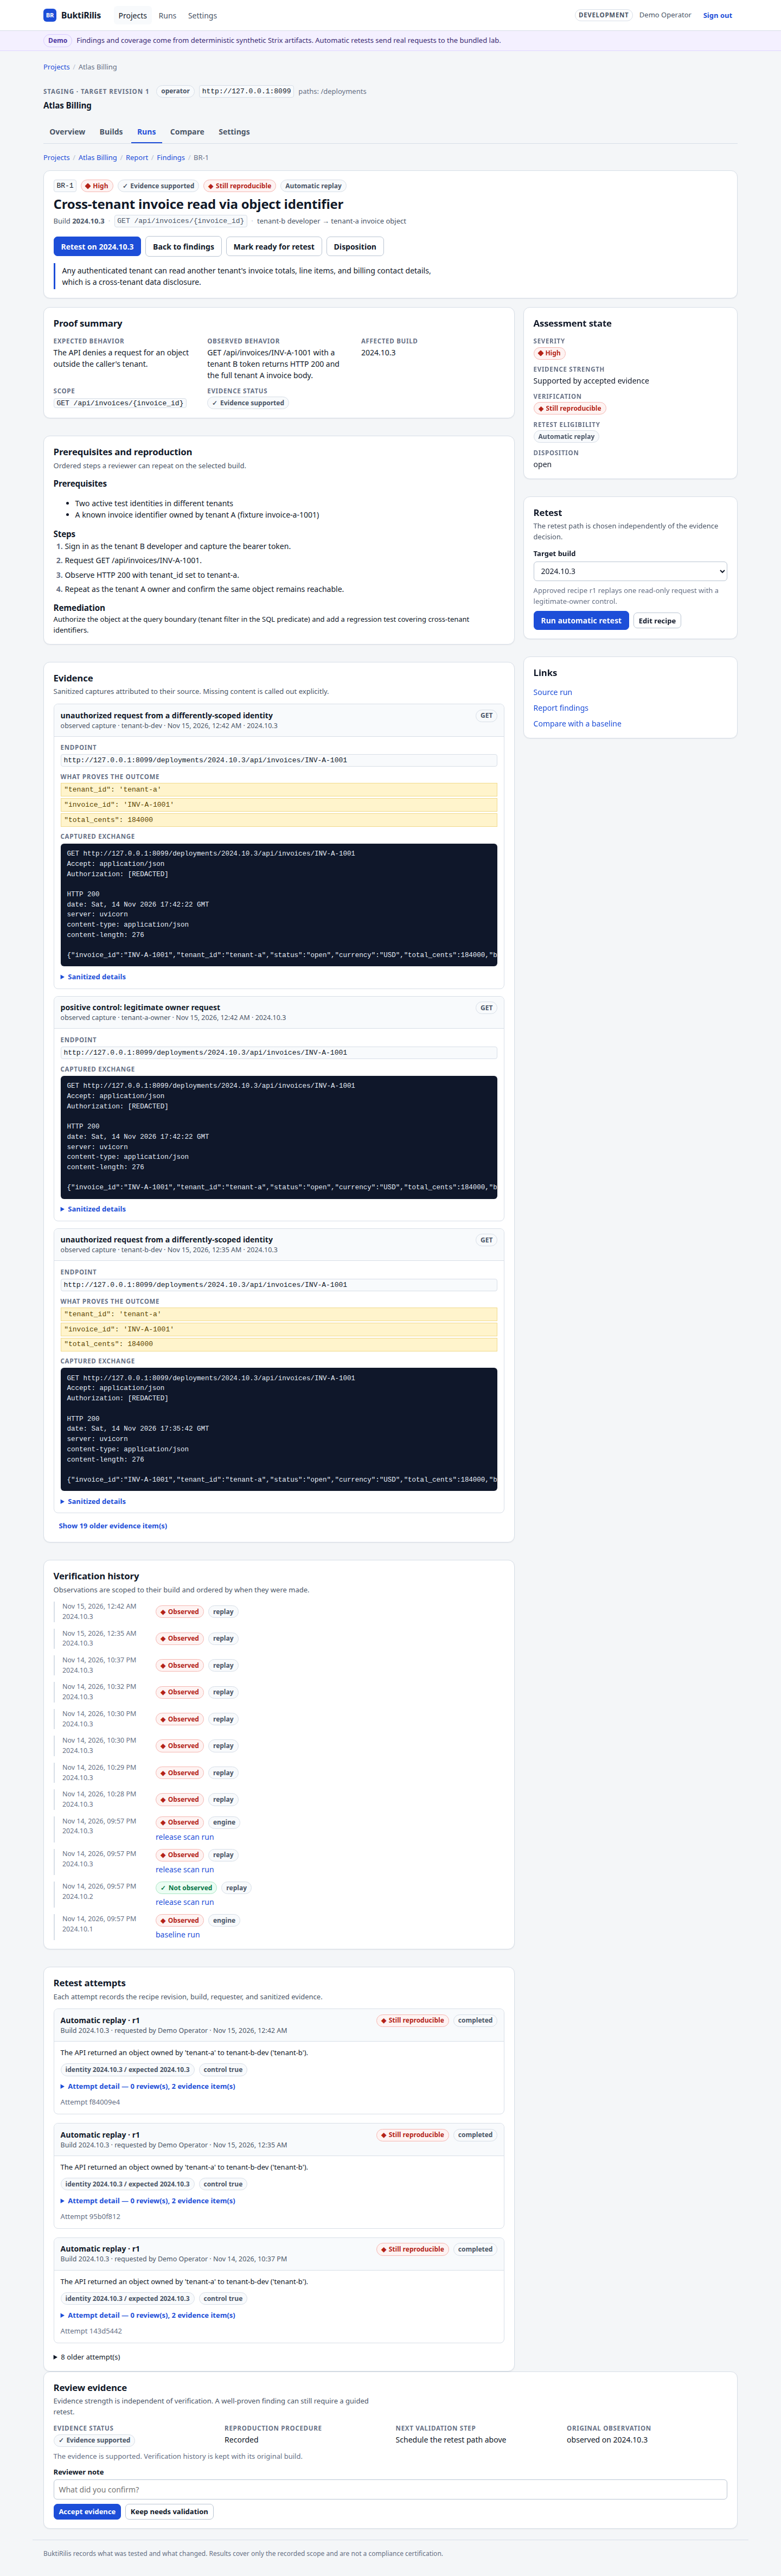 BR BuktiRilis Projects Runs Settings DEVELOPMENT Demo Operator Sign out
Demo Findings and coverage come from deterministic synthetic Strix artifacts. Automatic retests send real requests to the bundled lab.
Projects / Atlas Billing
STAGING · TARGET REVISION 1 operator http://127.0.0.1:8099 paths: /deployments
Atlas Billing
Overview Builds Runs Compare Settings
Projects / Atlas Billing / Report / Findings / BR-1
BR-1 ◆ High ✓ Evidence supported ◆ Still reproducible Automatic replay
Cross-tenant invoice read via object identifier
Build 2024.10.3 · GET /api/invoices/{invoice_id} · tenant-b developer → tenant-a invoice object
Retest on 2024.10.3 Back to findings Mark ready for retest Disposition
Any authenticated tenant can read another tenant's invoice totals, line items, and billing contact details,
which is a cross-tenant data disclosure.
Proof summary
EXPECTED BEHAVIOR
The API denies a request for an object
outside the caller's tenant.
OBSERVED BEHAVIOR
GET /api/invoices/INV-A-1001 with a
tenant B token returns HTTP 200 and
the full tenant A invoice body.
AFFECTED BUILD
2024.10.3
SCOPE
GET /api/invoices/{invoice_id}
EVIDENCE STATUS
✓ Evidence supported
Assessment state
SEVERITY
◆ High
EVIDENCE STRENGTH
Supported by accepted evidence
VERIFICATION
◆ Still reproducible
RETEST ELIGIBILITY
Automatic replay
DISPOSITION
open
Prerequisites and reproduction
Ordered steps a reviewer can repeat on the selected build.
Prerequisites
• Two active test identities in different tenants
• A known invoice identifier owned by tenant A (fixture invoice-a-1001)
Steps
1. Sign in as the tenant B developer and capture the bearer token.
2. Request GET /api/invoices/INV-A-1001.
3. Observe HTTP 200 with tenant_id set to tenant-a.
4. Repeat as the tenant A owner and confirm the same object remains reachable.
Remediation
Authorize the object at the query boundary (tenant filter in the SQL predicate) and add a regression test covering cross-tenant
identifiers.
Retest
The retest path is chosen independently of the evidence
decision.
Target build
2024.10.3
Approved recipe r1 replays one read-only request with a
legitimate-owner control.
Run automatic retest Edit recipe
Links
Source run
Report findings
Compare with a baseline
Evidence
Sanitized captures attributed to their source. Missing content is called out explicitly.
unauthorized request from a differently-scoped identity GET
observed capture · tenant-b-dev · Nov 15, 2026, 12:42 AM · 2024.10.3
ENDPOINT
http://127.0.0.1:8099/deployments/2024.10.3/api/invoices/INV-A-1001
WHAT PROVES THE OUTCOME
"tenant_id": 'tenant-a'
"invoice_id": 'INV-A-1001'
"total_cents": 184000
CAPTURED EXCHANGE
GET http://127.0.0.1:8099/deployments/2024.10.3/api/invoices/INV-A-1001
Accept: application/json
Authorization: [REDACTED]
HTTP 200
date: Sat, 14 Nov 2026 17:42:22 GMT
server: uvicorn
content-type: application/json
content-length: 276
{"invoice_id":"INV-A-1001","tenant_id":"tenant-a","status":"open","currency":"USD","total_cents":184000,"b
▸ Sanitized details
positive control: legitimate owner request GET
observed capture · tenant-a-owner · Nov 15, 2026, 12:42 AM · 2024.10.3
ENDPOINT
http://127.0.0.1:8099/deployments/2024.10.3/api/invoices/INV-A-1001
CAPTURED EXCHANGE
GET http://127.0.0.1:8099/deployments/2024.10.3/api/invoices/INV-A-1001
Accept: application/json
Authorization: [REDACTED]
HTTP 200
date: Sat, 14 Nov 2026 17:42:22 GMT
server: uvicorn
content-type: application/json
content-length: 276
{"invoice_id":"INV-A-1001","tenant_id":"tenant-a","status":"open","currency":"USD","total_cents":184000,"b
▸ Sanitized details
unauthorized request from a differently-scoped identity GET
observed capture · tenant-b-dev · Nov 15, 2026, 12:35 AM · 2024.10.3
ENDPOINT
http://127.0.0.1:8099/deployments/2024.10.3/api/invoices/INV-A-1001
WHAT PROVES THE OUTCOME
"tenant_id": 'tenant-a'
"invoice_id": 'INV-A-1001'
"total_cents": 184000
CAPTURED EXCHANGE
GET http://127.0.0.1:8099/deployments/2024.10.3/api/invoices/INV-A-1001
Accept: application/json
Authorization: [REDACTED]
HTTP 200
date: Sat, 14 Nov 2026 17:35:42 GMT
server: uvicorn
content-type: application/json
content-length: 276
{"invoice_id":"INV-A-1001","tenant_id":"tenant-a","status":"open","currency":"USD","total_cents":184000,"b
▸ Sanitized details
Show 19 older evidence item(s)
Verification history
Observations are scoped to their build and ordered by when they were made.
Nov 15, 2026, 12:42 AM ◆ Observed replay
2024.10.3
Nov 15, 2026, 12:35 AM ◆ Observed replay
2024.10.3
Nov 14, 2026, 10:37 PM ◆ Observed replay
2024.10.3
Nov 14, 2026, 10:32 PM ◆ Observed replay
2024.10.3
Nov 14, 2026, 10:30 PM ◆ Observed replay
2024.10.3
Nov 14, 2026, 10:30 PM ◆ Observed replay
2024.10.3
Nov 14, 2026, 10:29 PM ◆ Observed replay
2024.10.3
Nov 14, 2026, 10:28 PM ◆ Observed replay
2024.10.3
Nov 14, 2026, 09:57 PM ◆ Observed engine
2024.10.3
release scan run
Nov 14, 2026, 09:57 PM ◆ Observed replay
2024.10.3
release scan run
Nov 14, 2026, 09:57 PM ✓ Not observed replay
2024.10.2
release scan run
Nov 14, 2026, 09:57 PM ◆ Observed engine
2024.10.1
baseline run
Retest attempts
Each attempt records the recipe revision, build, requester, and sanitized evidence.
Automatic replay · r1 ◆ Still reproducible completed
Build 2024.10.3 · requested by Demo Operator · Nov 15, 2026, 12:42 AM
The API returned an object owned by 'tenant-a' to tenant-b-dev ('tenant-b').
identity 2024.10.3 / expected 2024.10.3 control true
▸ Attempt detail — 0 review(s), 2 evidence item(s)
Attempt f84009e4
Automatic replay · r1 ◆ Still reproducible completed
Build 2024.10.3 · requested by Demo Operator · Nov 15, 2026, 12:35 AM
The API returned an object owned by 'tenant-a' to tenant-b-dev ('tenant-b').
identity 2024.10.3 / expected 2024.10.3 control true
▸ Attempt detail — 0 review(s), 2 evidence item(s)
Attempt 95b0f812
Automatic replay · r1 ◆ Still reproducible completed
Build 2024.10.3 · requested by Demo Operator · Nov 14, 2026, 10:37 PM
The API returned an object owned by 'tenant-a' to tenant-b-dev ('tenant-b').
identity 2024.10.3 / expected 2024.10.3 control true
▸ Attempt detail — 0 review(s), 2 evidence item(s)
Attempt 143d5442
▸ 8 older attempt(s)
Review evidence
Evidence strength is independent of verification. A well-proven finding can still require a guided
retest.
EVIDENCE STATUS REPRODUCTION PROCEDURE NEXT VALIDATION STEP ORIGINAL OBSERVATION
✓ Evidence supported Recorded Schedule the retest path above observed on 2024.10.3
The evidence is supported. Verification history is kept with its original build.
Reviewer note
What did you confirm?
Accept evidence Keep needs validation
BuktiRilis records what was tested and what changed. Results cover only the recorded scope and are not a compliance certification.